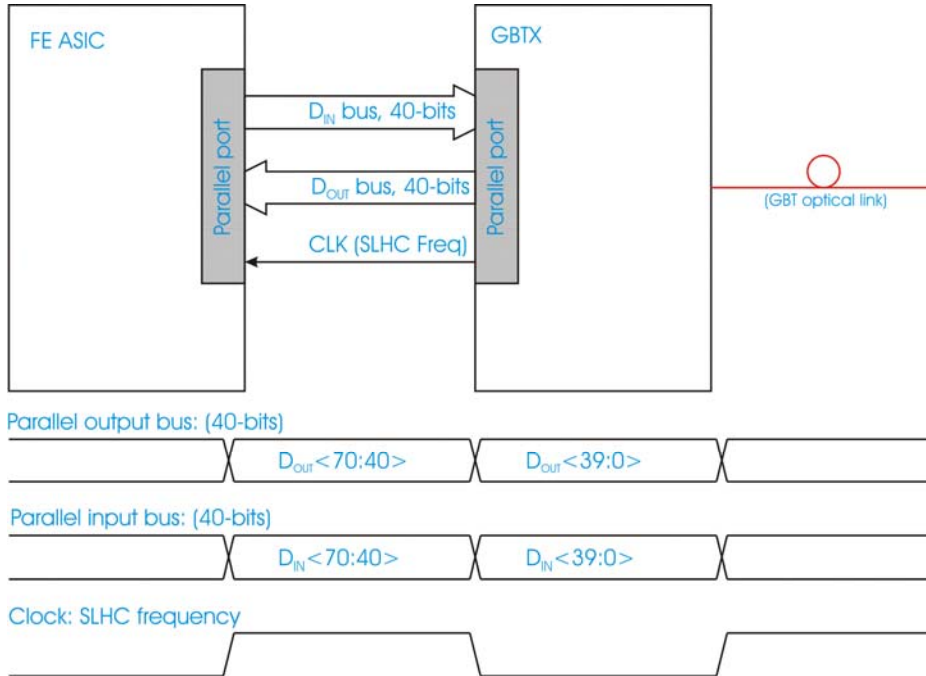 FE ASIC
GBTX
Parallel port
Parallel port
DIN bus, 40-bits
DOUT bus, 40-bits
CLK (SLHC Freq)
(GBT optical link)
Parallel output bus: (40-bits)
DOUT<70:40>
DOUT<39:0>
Parallel input bus: (40-bits)
DIN<70:40>
DIN<39:0>
Clock: SLHC frequency